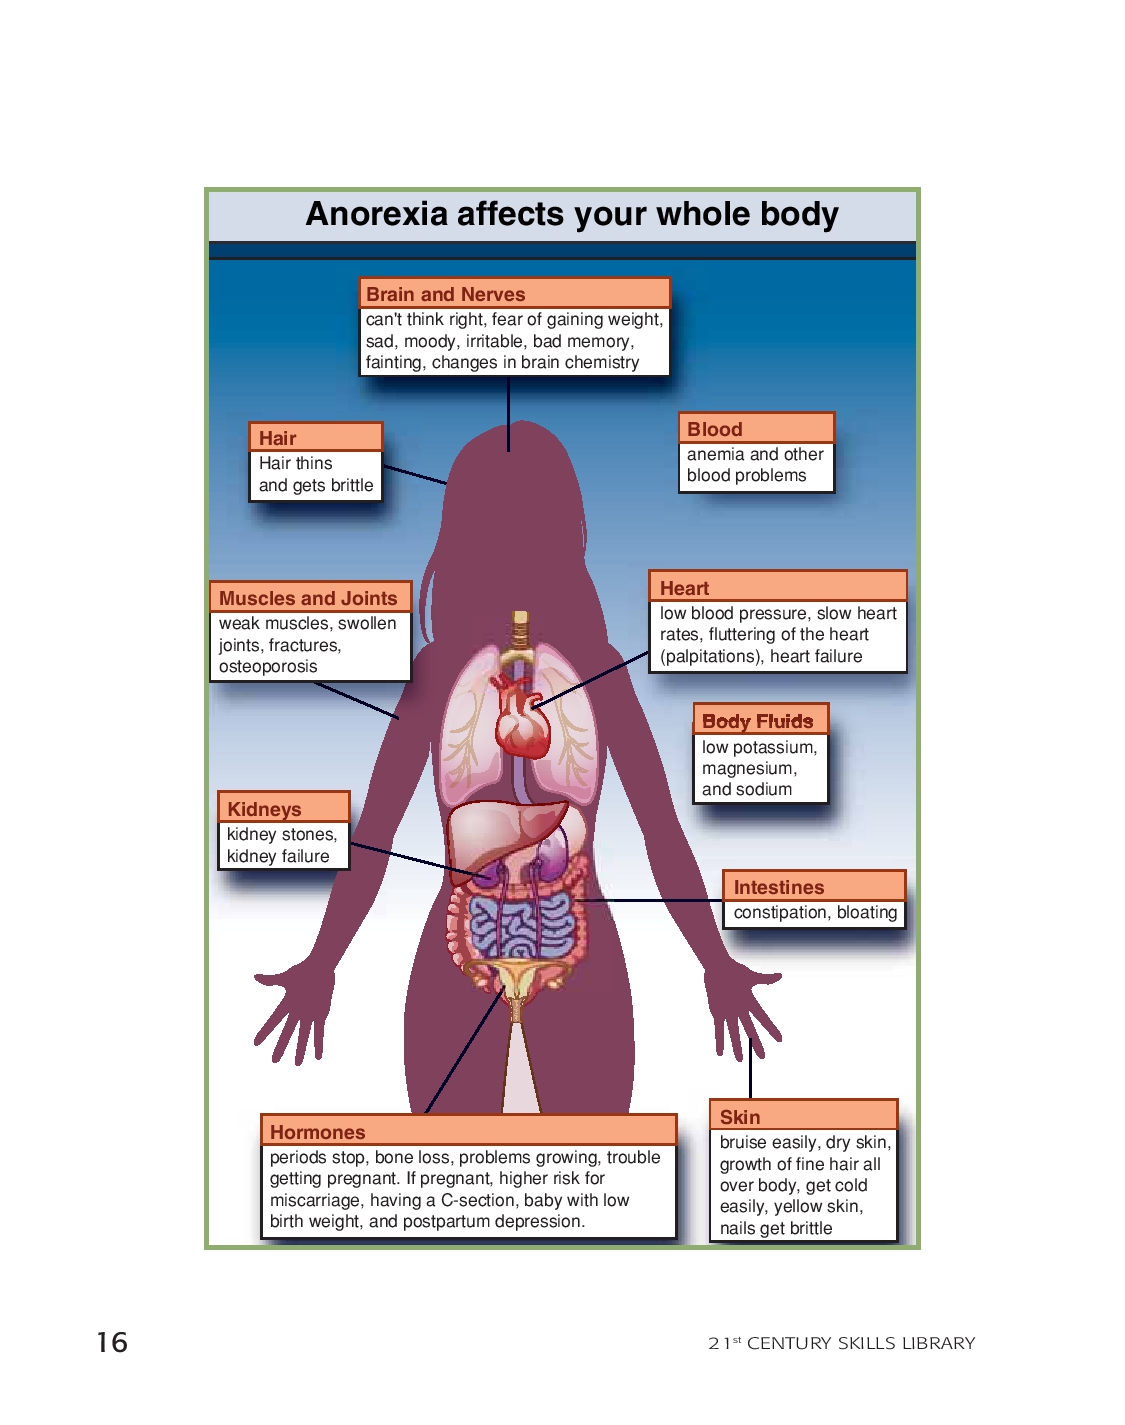 Anorexia affects your whole body
Brain and Nerves
can't think right, fear of gaining weight,
sad, moody, irritable, bad memory,
fainting, changes in brain chemistry
Hair
Hair thins
and gets brittle
Blood
anemia and other
blood problems
Muscles and Joints
weak muscles, swollen
joints, fractures,
osteoporosis
Heart
low blood pressure, slow heart
rates, fluttering of the heart
(palpitations), heart failure
Body Fluids
low potassium,
magnesium,
and sodium
Kidneys
kidney stones,
kidney failure
Intestines
constipation, bloating
Hormones
periods stop, bone loss, problems growing, trouble
getting pregnant. If pregnant, higher risk for
miscarriage, having a C-section, baby with low
birth weight, and postpartum depression.
Skin
bruise easily, dry skin,
growth of fine hair all
over body, get cold
easily, yellow skin,
nails get brittle
16
21st CENTURY SKILLS LIBRARY